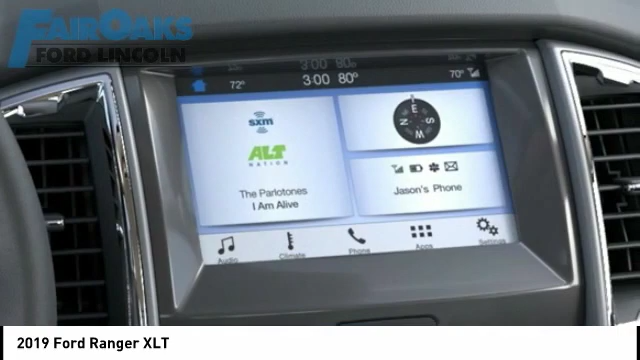 FAIROAKS
FORD LINCOLN
3:00 80°
72° 3:00 80° 70°
sxm
ALT
NATION
The Parlotones
I Am Alive
E
N S
W
Jason's Phone
Audio Climate Phone Apps Settings
2019 Ford Ranger XLT